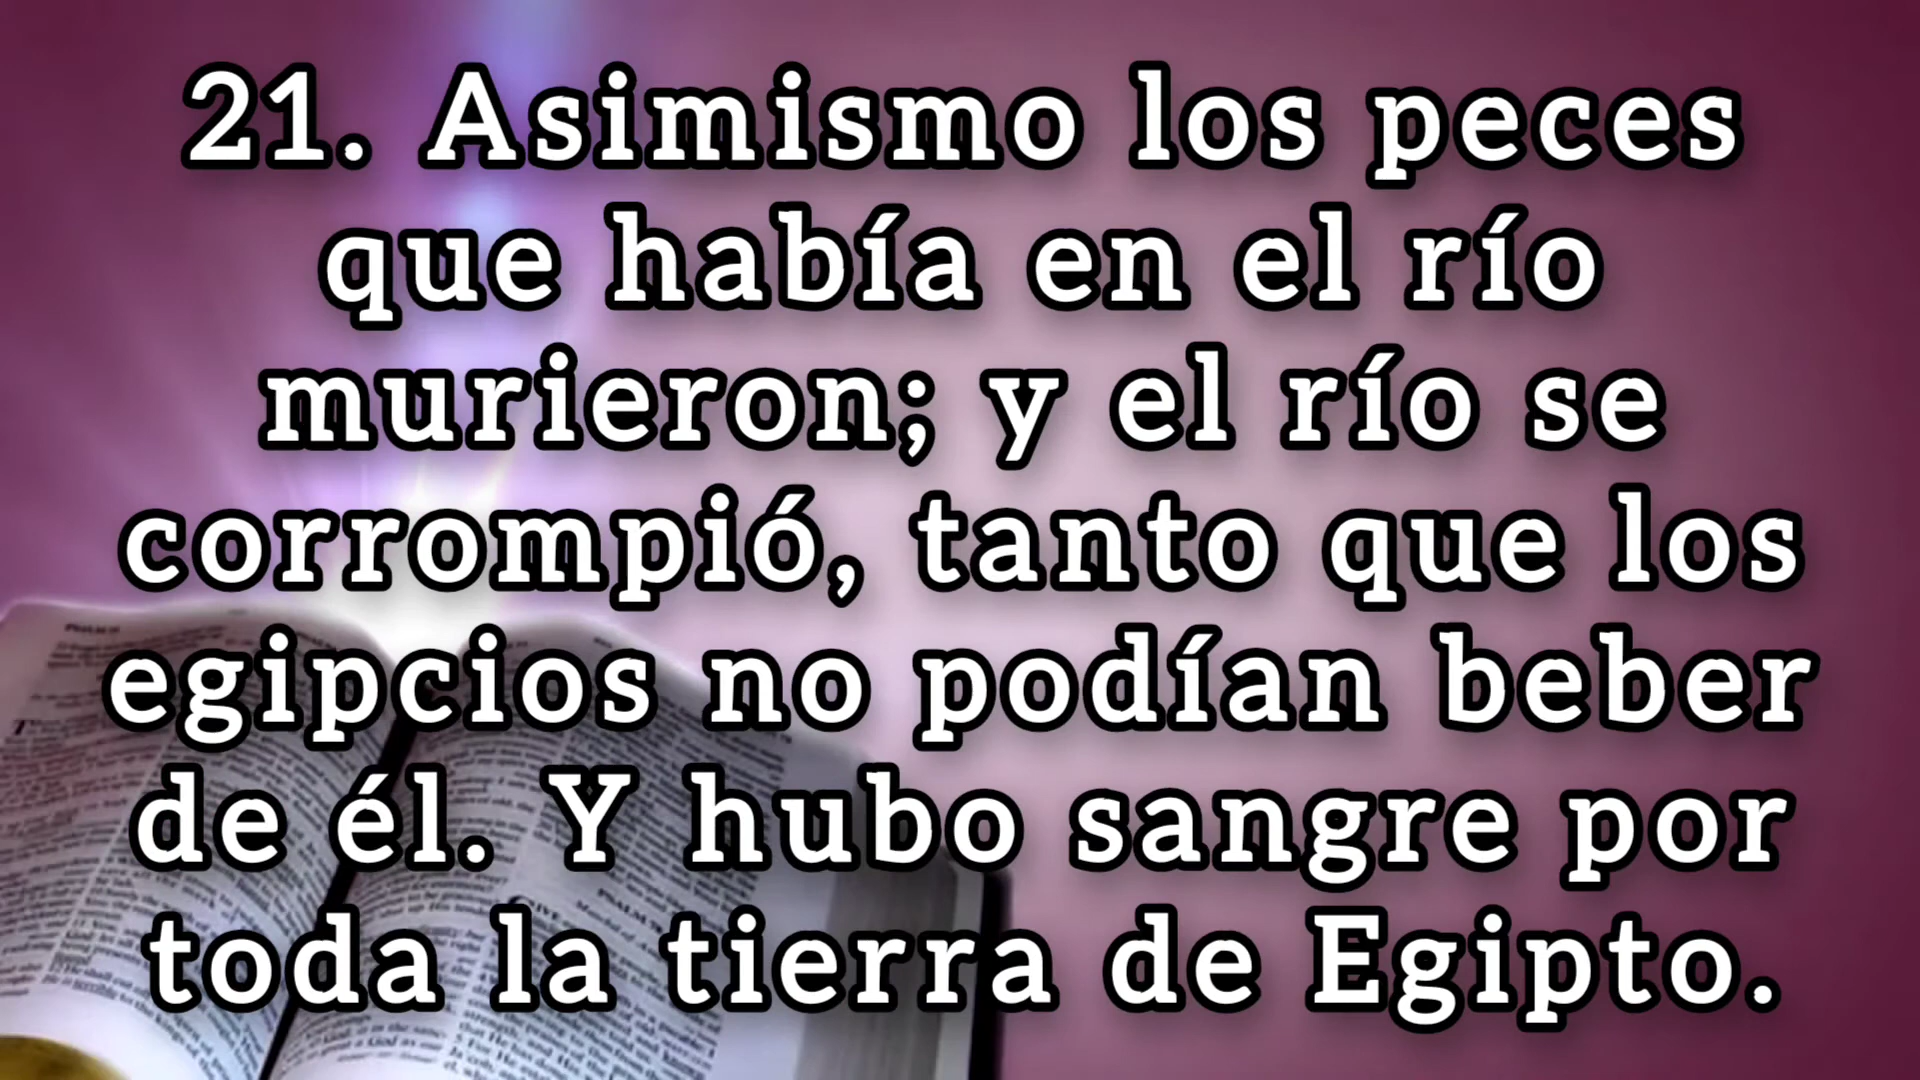 21. Asimismo los peces
que había en el río
murieron; y el río se
corrompió, tanto que los
egipcios no podían beber
de él. Y hubo sangre por
toda la tierra de Egipto.